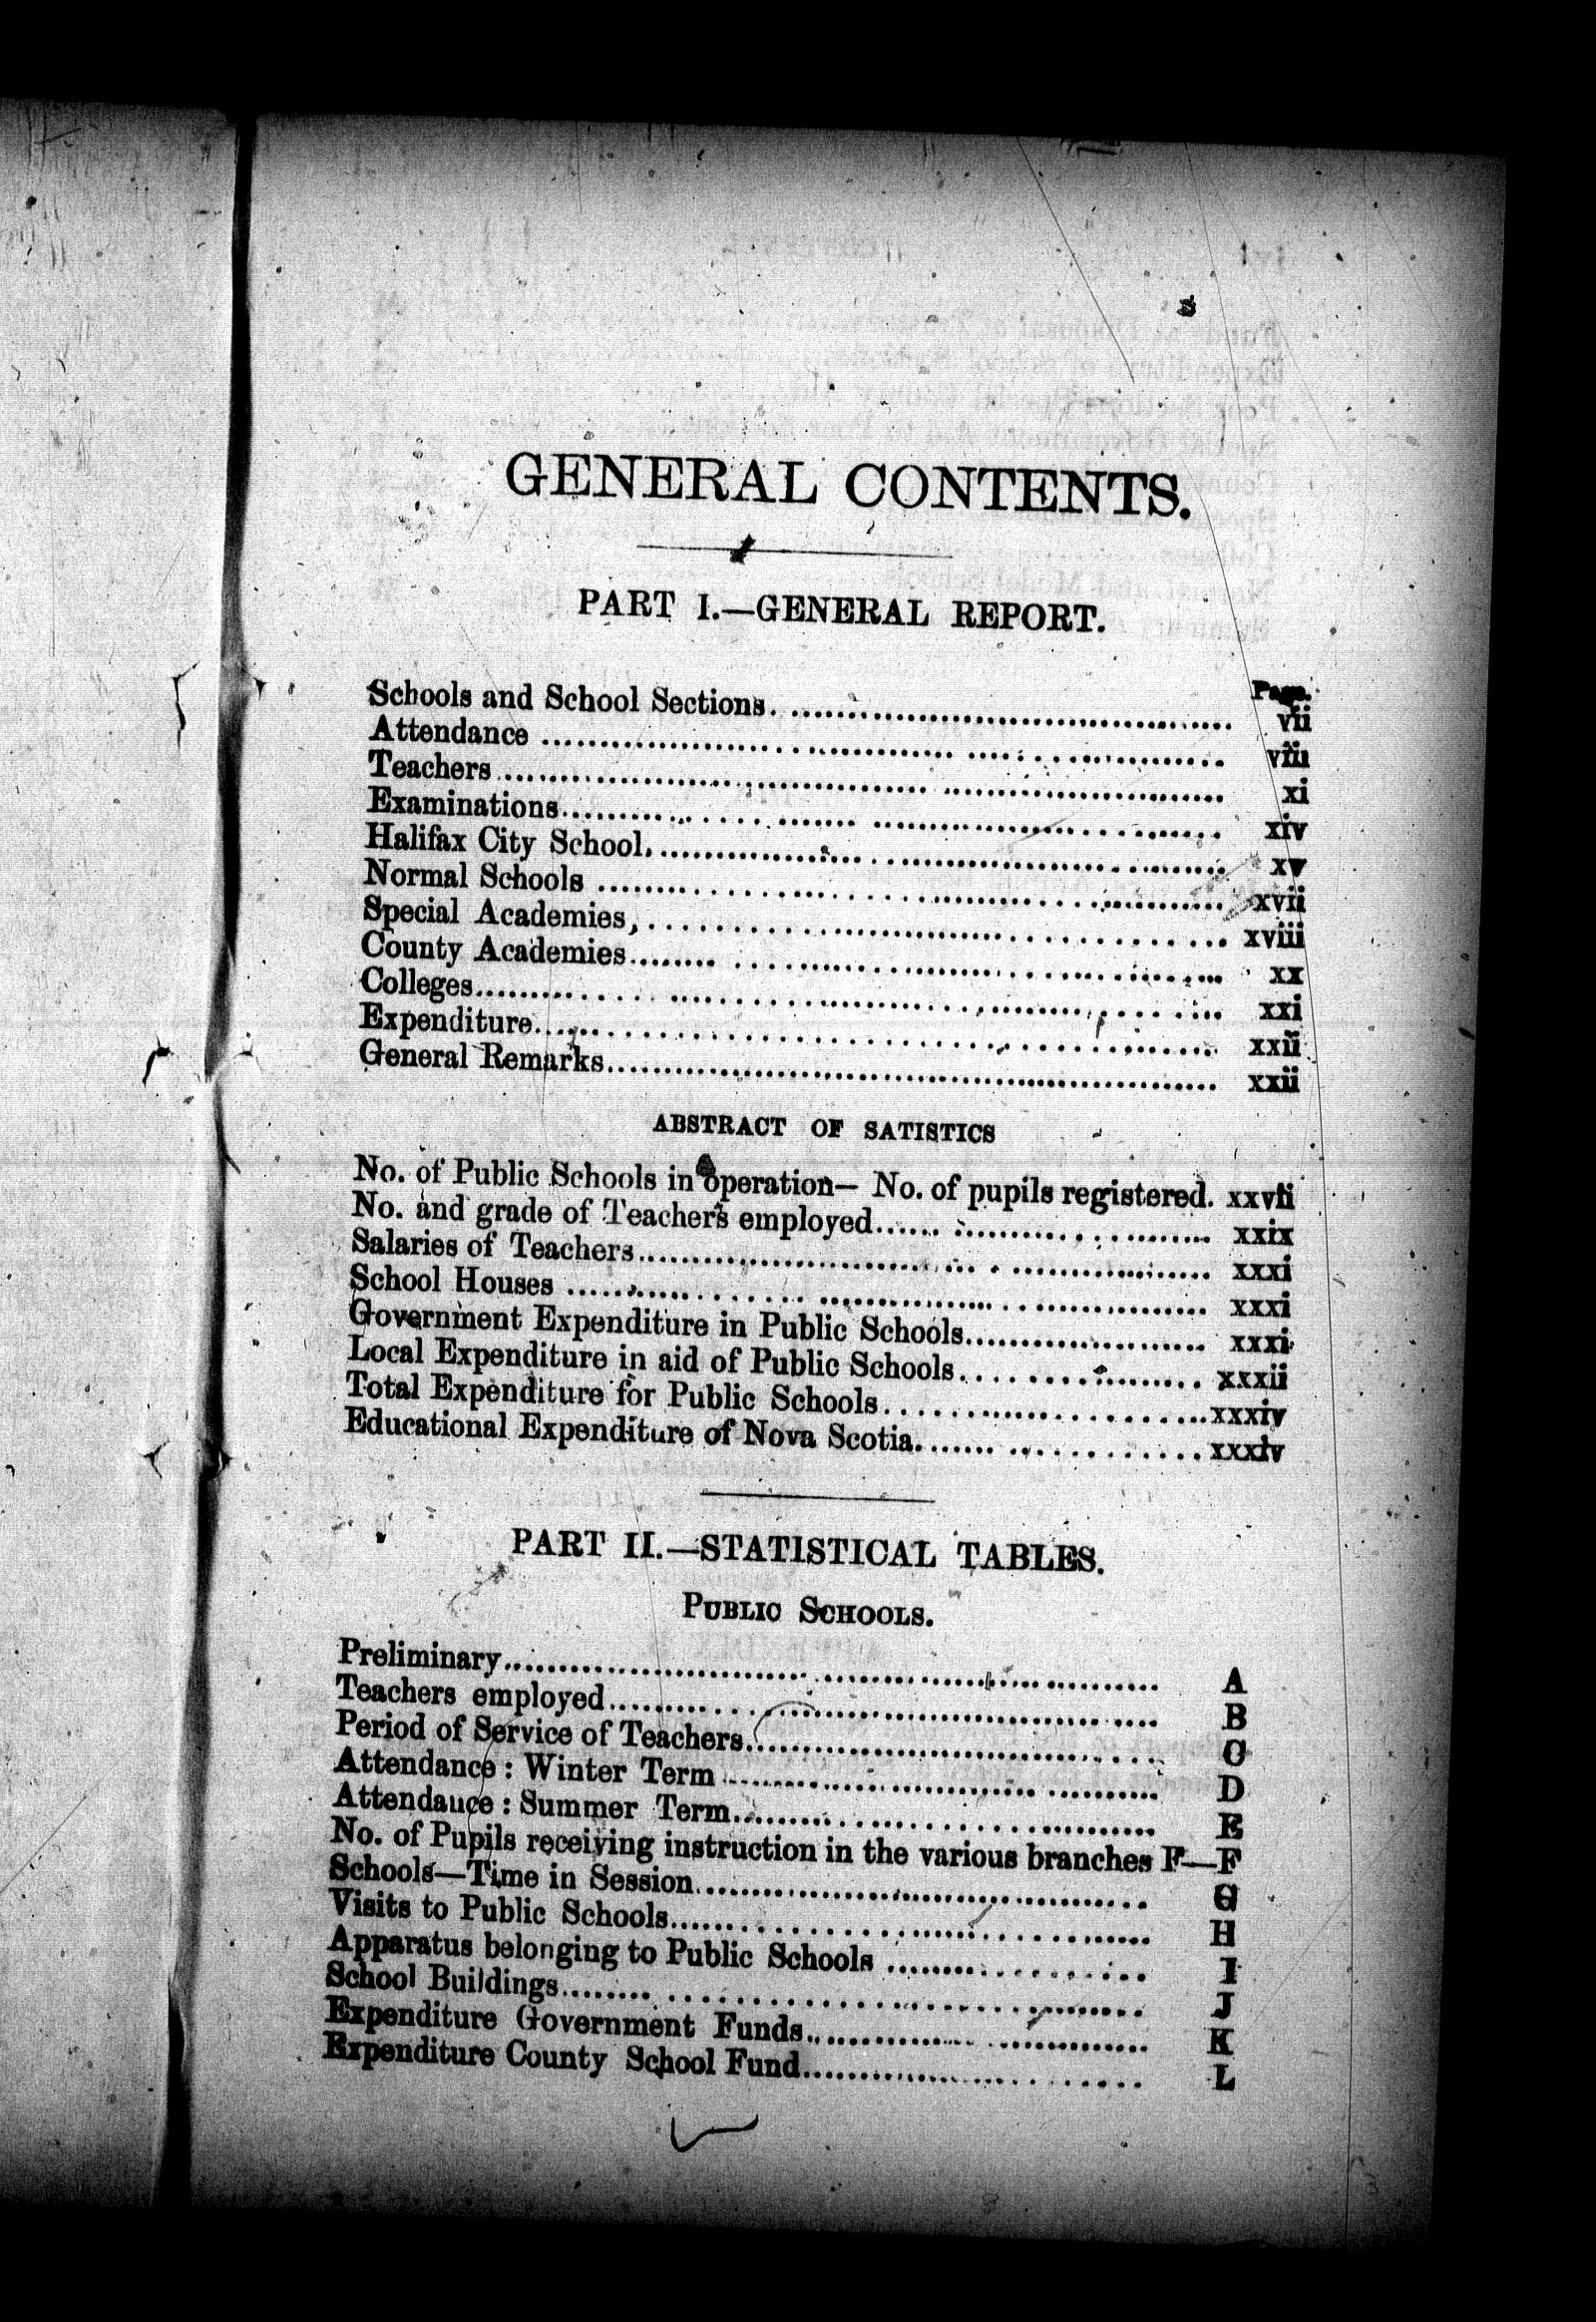 GENERAL CONTENTS.
PART I.—GENERAL REPORT.
Page.
Schools and School Sections. ........ vii
Attendance ........ viii
Teachers ........ xi
Examinations ........ xiv
Halifax City School. ........ xv
Normal Schools ........ xvii
Special Academies, ........ xviii
County Academies ........ xx
Colleges ........ xxi
Expenditure ........ xxii
General Remarks ........ xxii
ABSTRACT OF SATISTICS
No. of Public Schools in operation— No. of pupils registered. xxvii
No. and grade of Teachers employed ........ xxix
Salaries of Teachers ........ xxxi
School Houses ........ xxxi
Government Expenditure in Public Schools ........ xxxi
Local Expenditure in aid of Public Schools ........ xxxii
Total Expenditure for Public Schools ........ xxxiv
Educational Expenditure of Nova Scotia ........ xxxiv
PART II.—STATISTICAL TABLES.
PUBLIC SCHOOLS.
Preliminary ........ A
Teachers employed ........ B
Period of Service of Teachers ........ C
Attendance : Winter Term ........ D
Attendance : Summer Term ........ E
No. of Pupils receiving instruction in the various branches F—F
Schools—Time in Session ........ G
Visits to Public Schools ........ H
Apparatus belonging to Public Schools ........ I
School Buildings ........ J
Expenditure Government Funds ........ K
Expenditure County School Fund ........ L